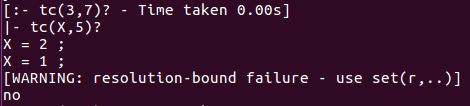 [:- tc(3,7)? - Time taken 0.00s]
|- tc(X,5)?
X = 2 ;
X = 1 ;
[WARNING: resolution-bound failure - use set(r,..)]
no